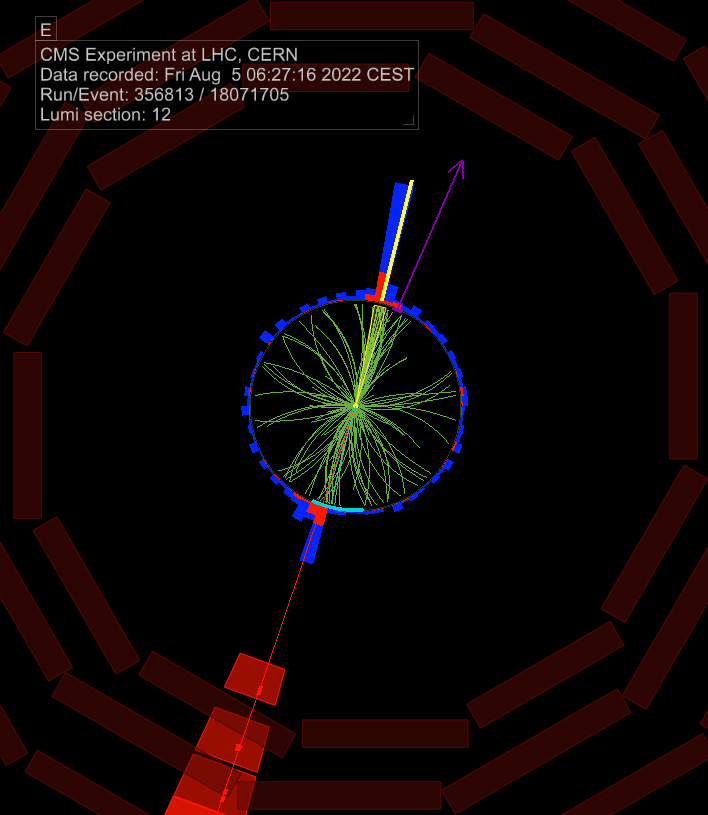 E
CMS Experiment at LHC, CERN
Data recorded: Fri Aug  5 06:27:16 2022 CEST
Run/Event: 356813 / 18071705
Lumi section: 12